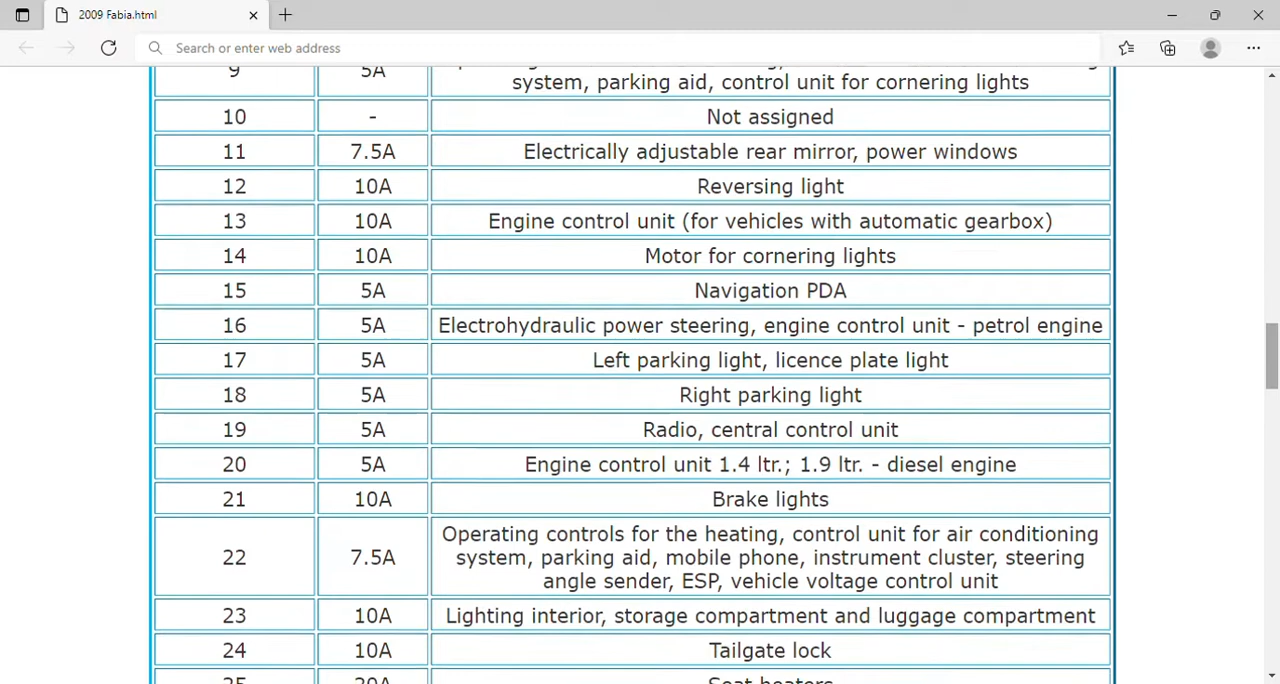 2009 Fabia.html
Search or enter web address
9 5A
system, parking aid, control unit for cornering lights
10 - Not assigned
11 7.5A Electrically adjustable rear mirror, power windows
12 10A Reversing light
13 10A Engine control unit (for vehicles with automatic gearbox)
14 10A Motor for cornering lights
15 5A Navigation PDA
16 5A Electrohydraulic power steering, engine control unit - petrol engine
17 5A Left parking light, licence plate light
18 5A Right parking light
19 5A Radio, central control unit
20 5A Engine control unit 1.4 ltr.; 1.9 ltr. - diesel engine
21 10A Brake lights
22 7.5A Operating controls for the heating, control unit for air conditioning
system, parking aid, mobile phone, instrument cluster, steering
angle sender, ESP, vehicle voltage control unit
23 10A Lighting interior, storage compartment and luggage compartment
24 10A Tailgate lock
Seat heaters